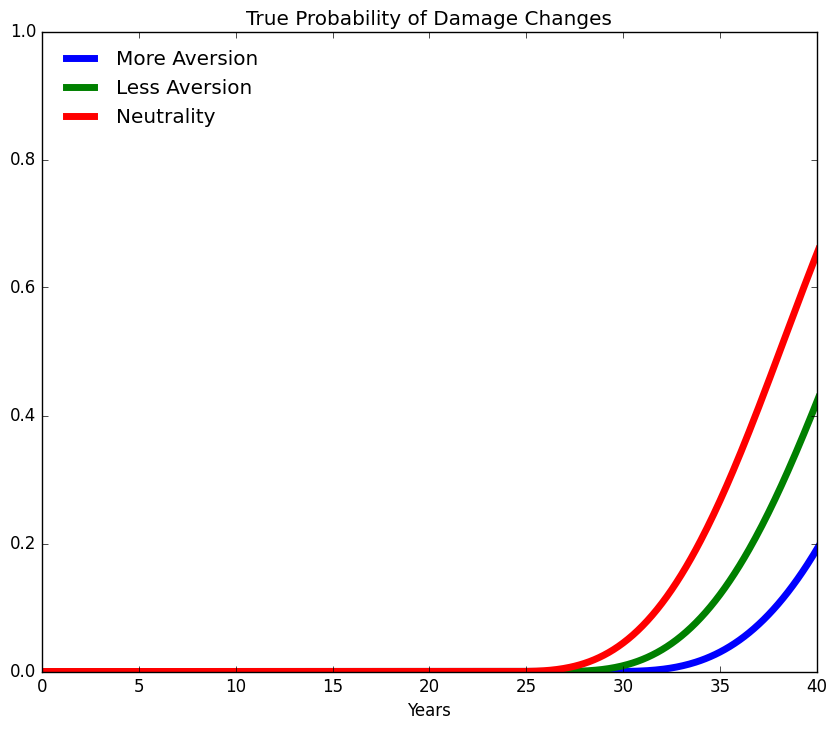 True Probability of Damage Changes
1.0
More Aversion
Less Aversion
Neutrality
0.8
0.6
0.4
0.2
0.0
0 5 10 15 20 25 30 35 40
Years